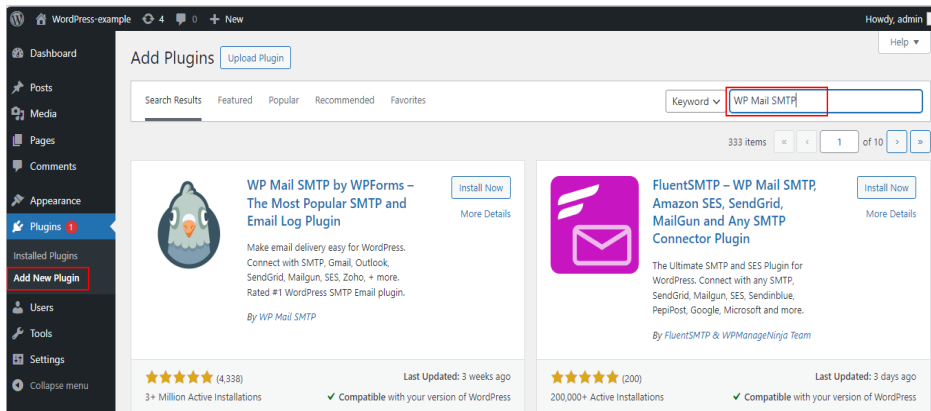 WordPress-example 4 0 + New Howdy, admin
Help ▼
Dashboard
Posts
Media
Pages
Comments
Appearance
Plugins 1
Installed Plugins
Add New Plugin
Users
Tools
Settings
Collapse menu
Add Plugins Upload Plugin
Search Results Featured Popular Recommended Favorites
Keyword WP Mail SMTP
333 items « ‹ 1 of 10 › »
WP Mail SMTP by WPForms –
The Most Popular SMTP and
Email Log Plugin
Install Now
More Details
Make email delivery easy for WordPress.
Connect with SMTP, Gmail, Outlook,
SendGrid, Mailgun, SES, Zoho, + more.
Rated #1 WordPress SMTP Email plugin.
By WP Mail SMTP
(4,338)
3+ Million Active Installations
Last Updated: 3 weeks ago
✔ Compatible with your version of WordPress
FluentSMTP – WP Mail SMTP,
Amazon SES, SendGrid,
MailGun and Any SMTP
Connector Plugin
Install Now
More Details
The Ultimate SMTP and SES Plugin for
WordPress. Connect with any SMTP,
SendGrid, Mailgun, SES, Sendinblue,
PepiPost, Google, Microsoft and more.
By FluentSMTP & WPManageNinja Team
(200)
200,000+ Active Installations
Last Updated: 3 days ago
✔ Compatible with your version of WordPress